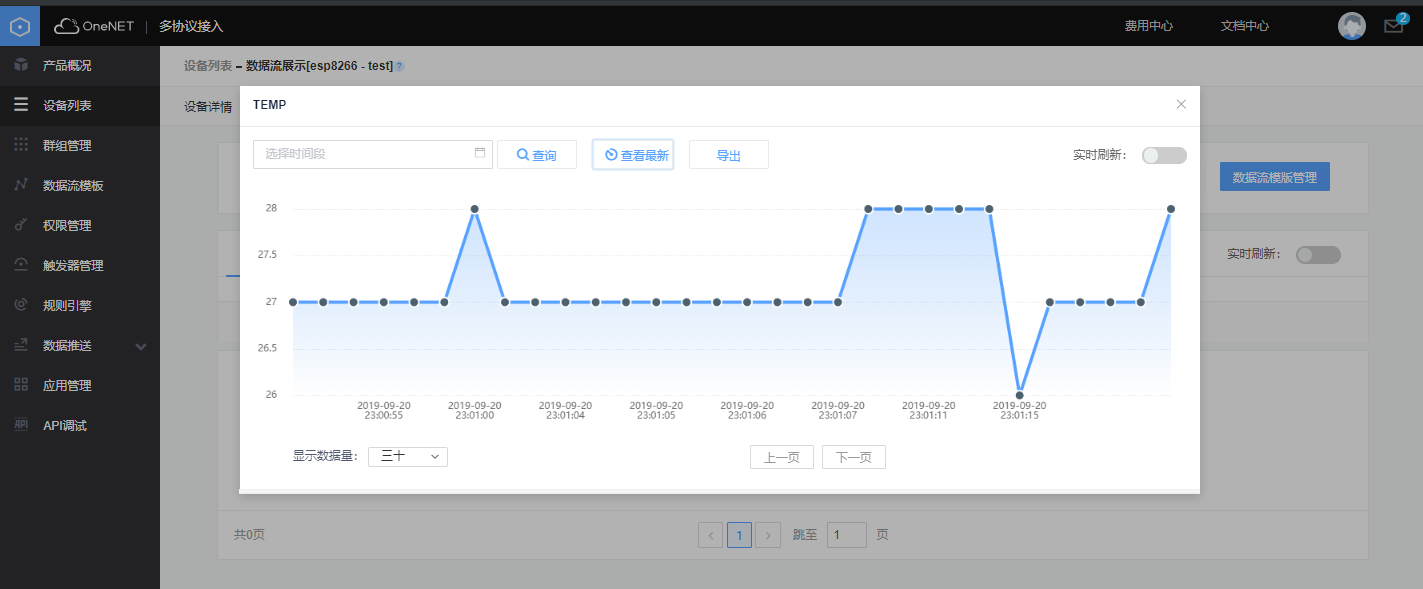 OneNET | 多协议接入
费用中心
文档中心
2
产品概况
设备列表
群组管理
数据流模板
权限管理
触发器管理
规则引擎
数据推送
应用管理
API
API调试
设备列表 – 数据流展示[esp8266 - test] ?
设备详情
TEMP
选择时间段
查询
查看最新
导出
实时刷新：
数据流模版管理
实时刷新：
28
27.5
27
26.5
26
2019-09-20 23:00:55
2019-09-20 23:01:00
2019-09-20 23:01:04
2019-09-20 23:01:05
2019-09-20 23:01:06
2019-09-20 23:01:07
2019-09-20 23:01:11
2019-09-20 23:01:15
显示数据量： 三十
上一页
下一页
共0页
< 1 > 跳至 1 页